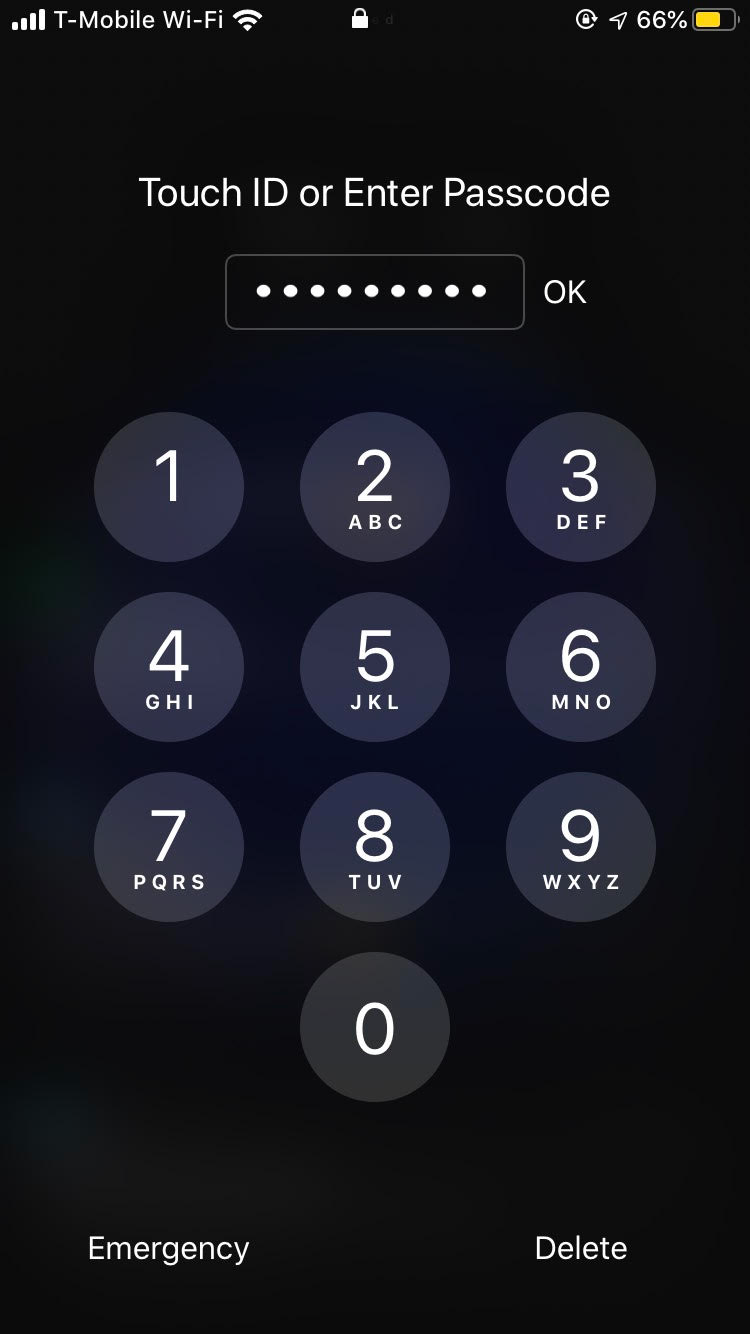 T-Mobile Wi-Fi 66%
Touch ID or Enter Passcode
OK
1 2 3
ABC DEF
4 5 6
GHI JKL MNO
7 8 9
PQRS TUV WXYZ
0
Emergency Delete